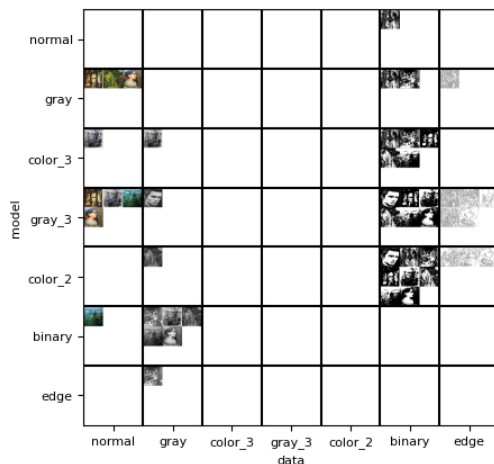 normal
gray
color_3
gray_3
color_2
binary
edge
model
normal gray color_3 gray_3 color_2 binary edge
data